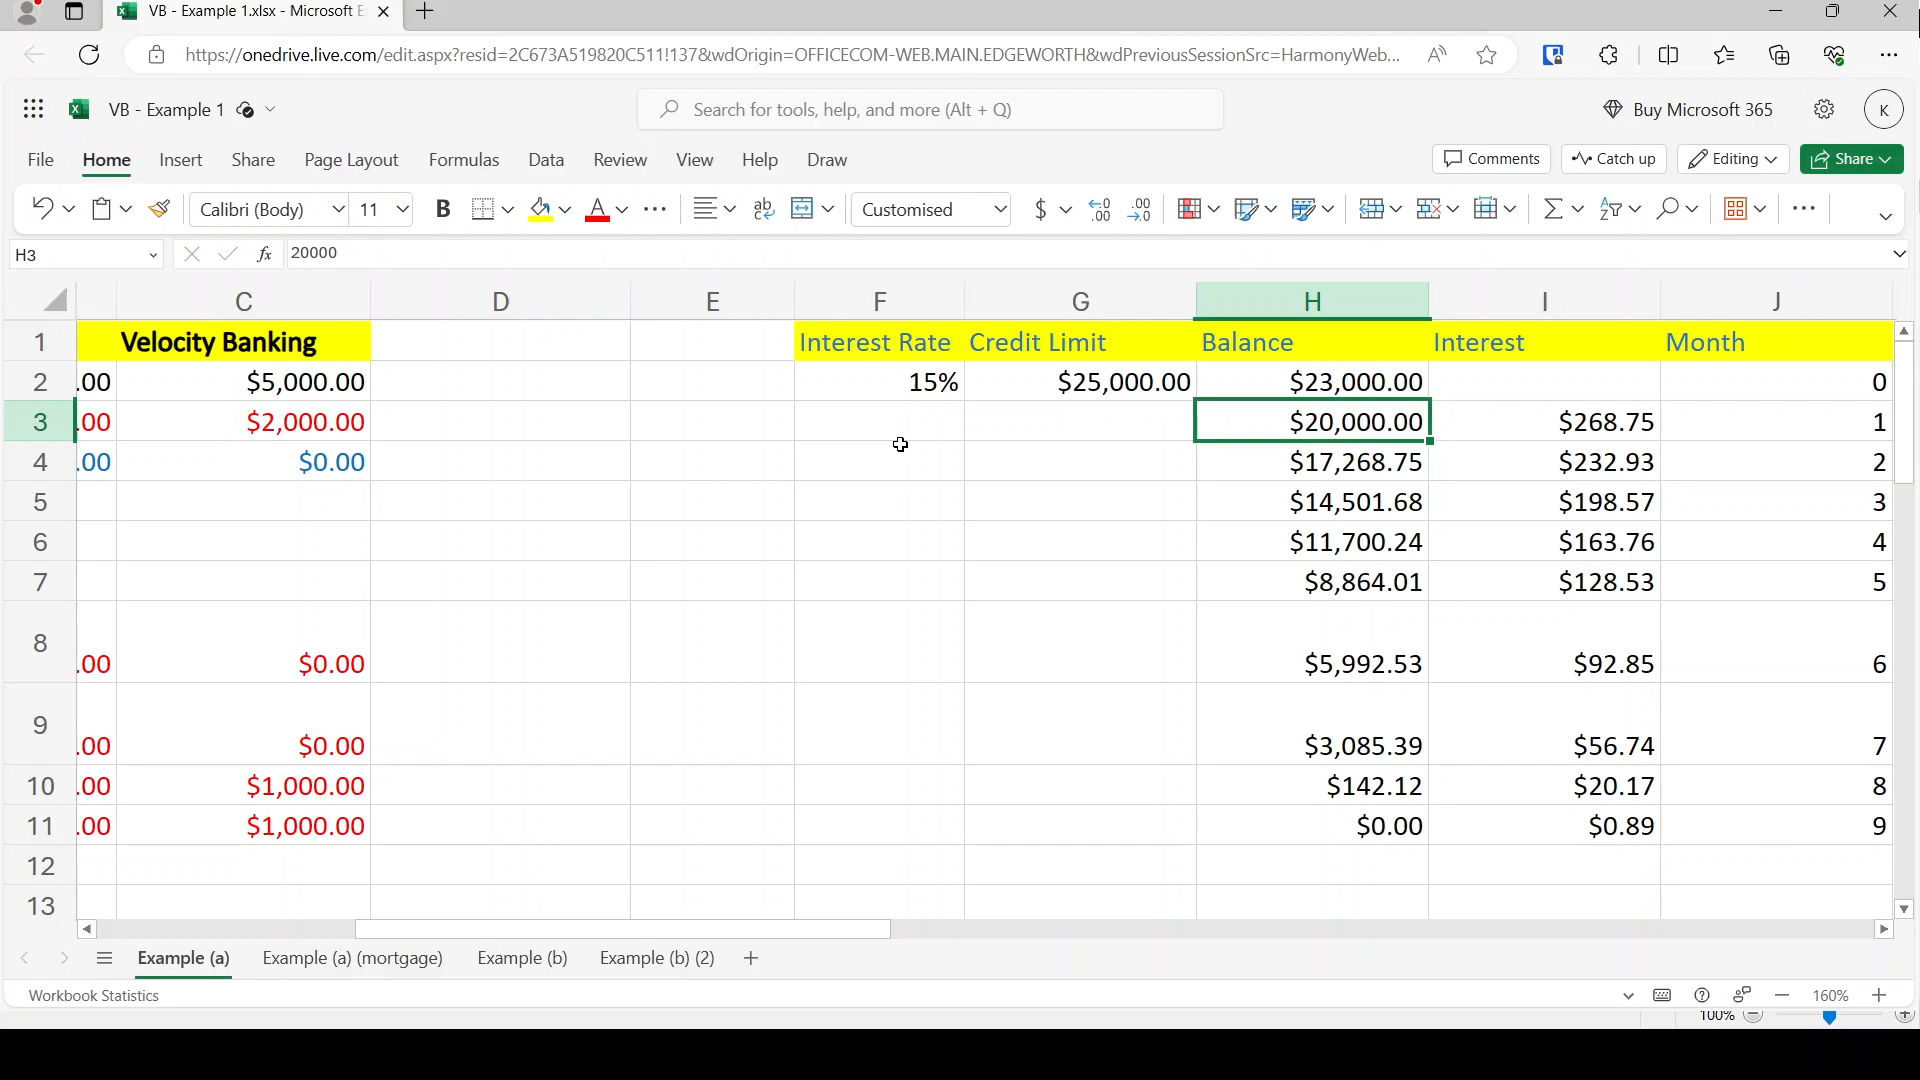 VB - Example 1.xlsx - Microsoft E
https://onedrive.live.com/edit.aspx?resid=2C673A519820C511!137&wdOrigin=OFFICECOM-WEB.MAIN.EDGEWORTH&wdPreviousSessionSrc=HarmonyWeb...
VB - Example 1
Search for tools, help, and more (Alt + Q)
Buy Microsoft 365
K
File Home Insert Share Page Layout Formulas Data Review View Help Draw
Comments Catch up Editing Share
Calibri (Body) 11 B A ab Customised $ .00 .00
H3 fx 20000
C D E F G H I J
1 Velocity Banking Interest Rate Credit Limit Balance Interest Month
2 .00 $5,000.00 15% $25,000.00 $23,000.00 0
3 .00 $2,000.00 $20,000.00 $268.75 1
4 .00 $0.00 $17,268.75 $232.93 2
5 $14,501.68 $198.57 3
6 $11,700.24 $163.76 4
7 $8,864.01 $128.53 5
8 .00 $0.00 $5,992.53 $92.85 6
9 .00 $0.00 $3,085.39 $56.74 7
10 .00 $1,000.00 $142.12 $20.17 8
11 .00 $1,000.00 $0.00 $0.89 9
12
13
Example (a) Example (a) (mortgage) Example (b) Example (b) (2)
Workbook Statistics
160%
100%